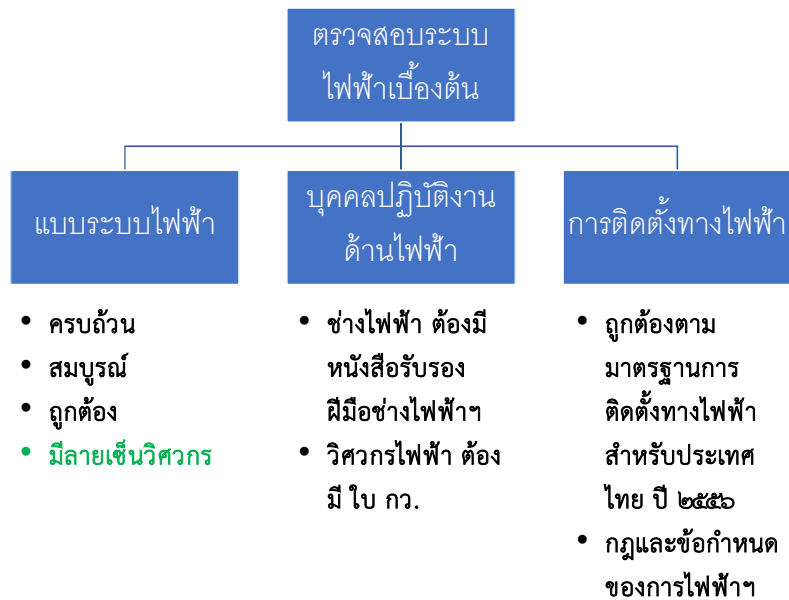 ตรวจสอบระบบ
ไฟฟ้าเบื้องต้น
แบบระบบไฟฟ้า
• ครบถ้วน
• สมบูรณ์
• ถูกต้อง
• มีลายเซ็นวิศวกร
บุคคลปฏิบัติงาน
ด้านไฟฟ้า
• ช่างไฟฟ้า ต้องมี
หนังสือรับรอง
ฝีมือช่างไฟฟ้าฯ
• วิศวกรไฟฟ้า ต้อง
มี ใบ กว.
การติดตั้งทางไฟฟ้า
• ถูกต้องตาม
มาตรฐานการ
ติดตั้งทางไฟฟ้า
สำหรับประเทศ
ไทย ปี ๒๕๕๖
• กฎและข้อกำหนด
ของการไฟฟ้าฯ